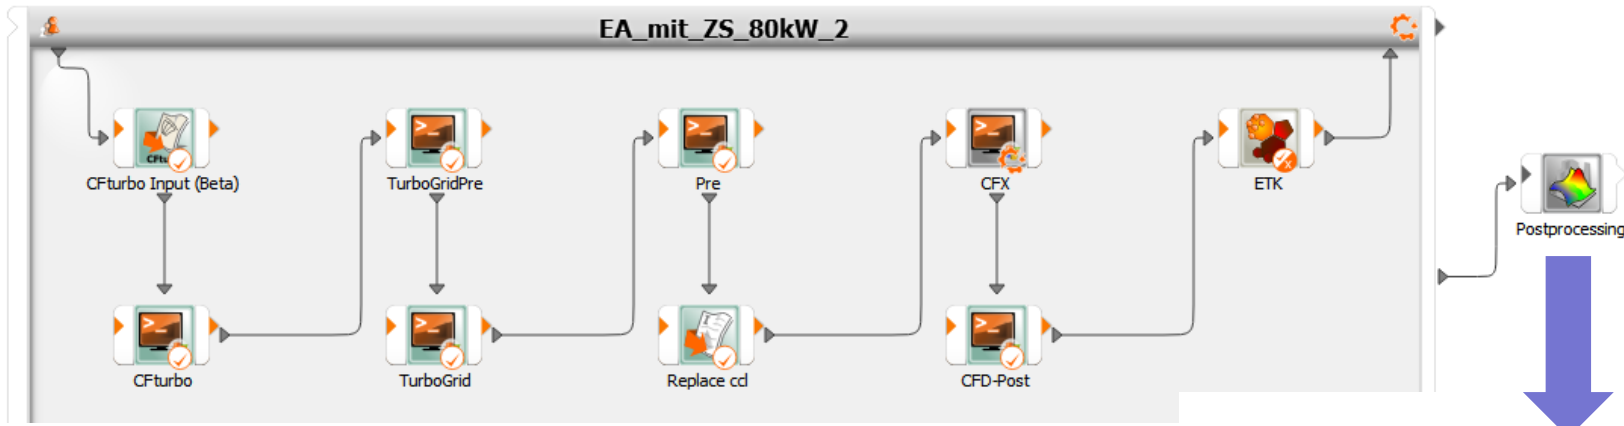 EA_mit_ZS_80kW_2
CFturbo Input (Beta)
TurboGridPre
Pre
CFX
ETK
Postprocessing
CFturbo
TurboGrid
Replace ccl
CFD-Post